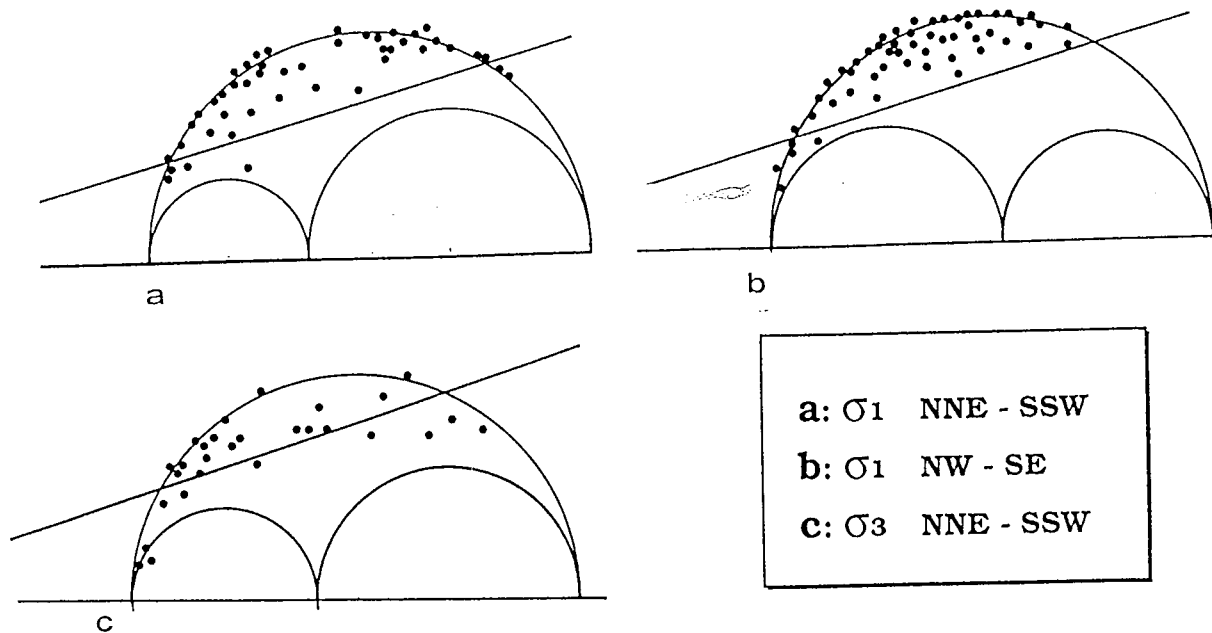 a
b
c
a: σ1 NNE - SSW
b: σ1 NW - SE
c: σ3 NNE - SSW